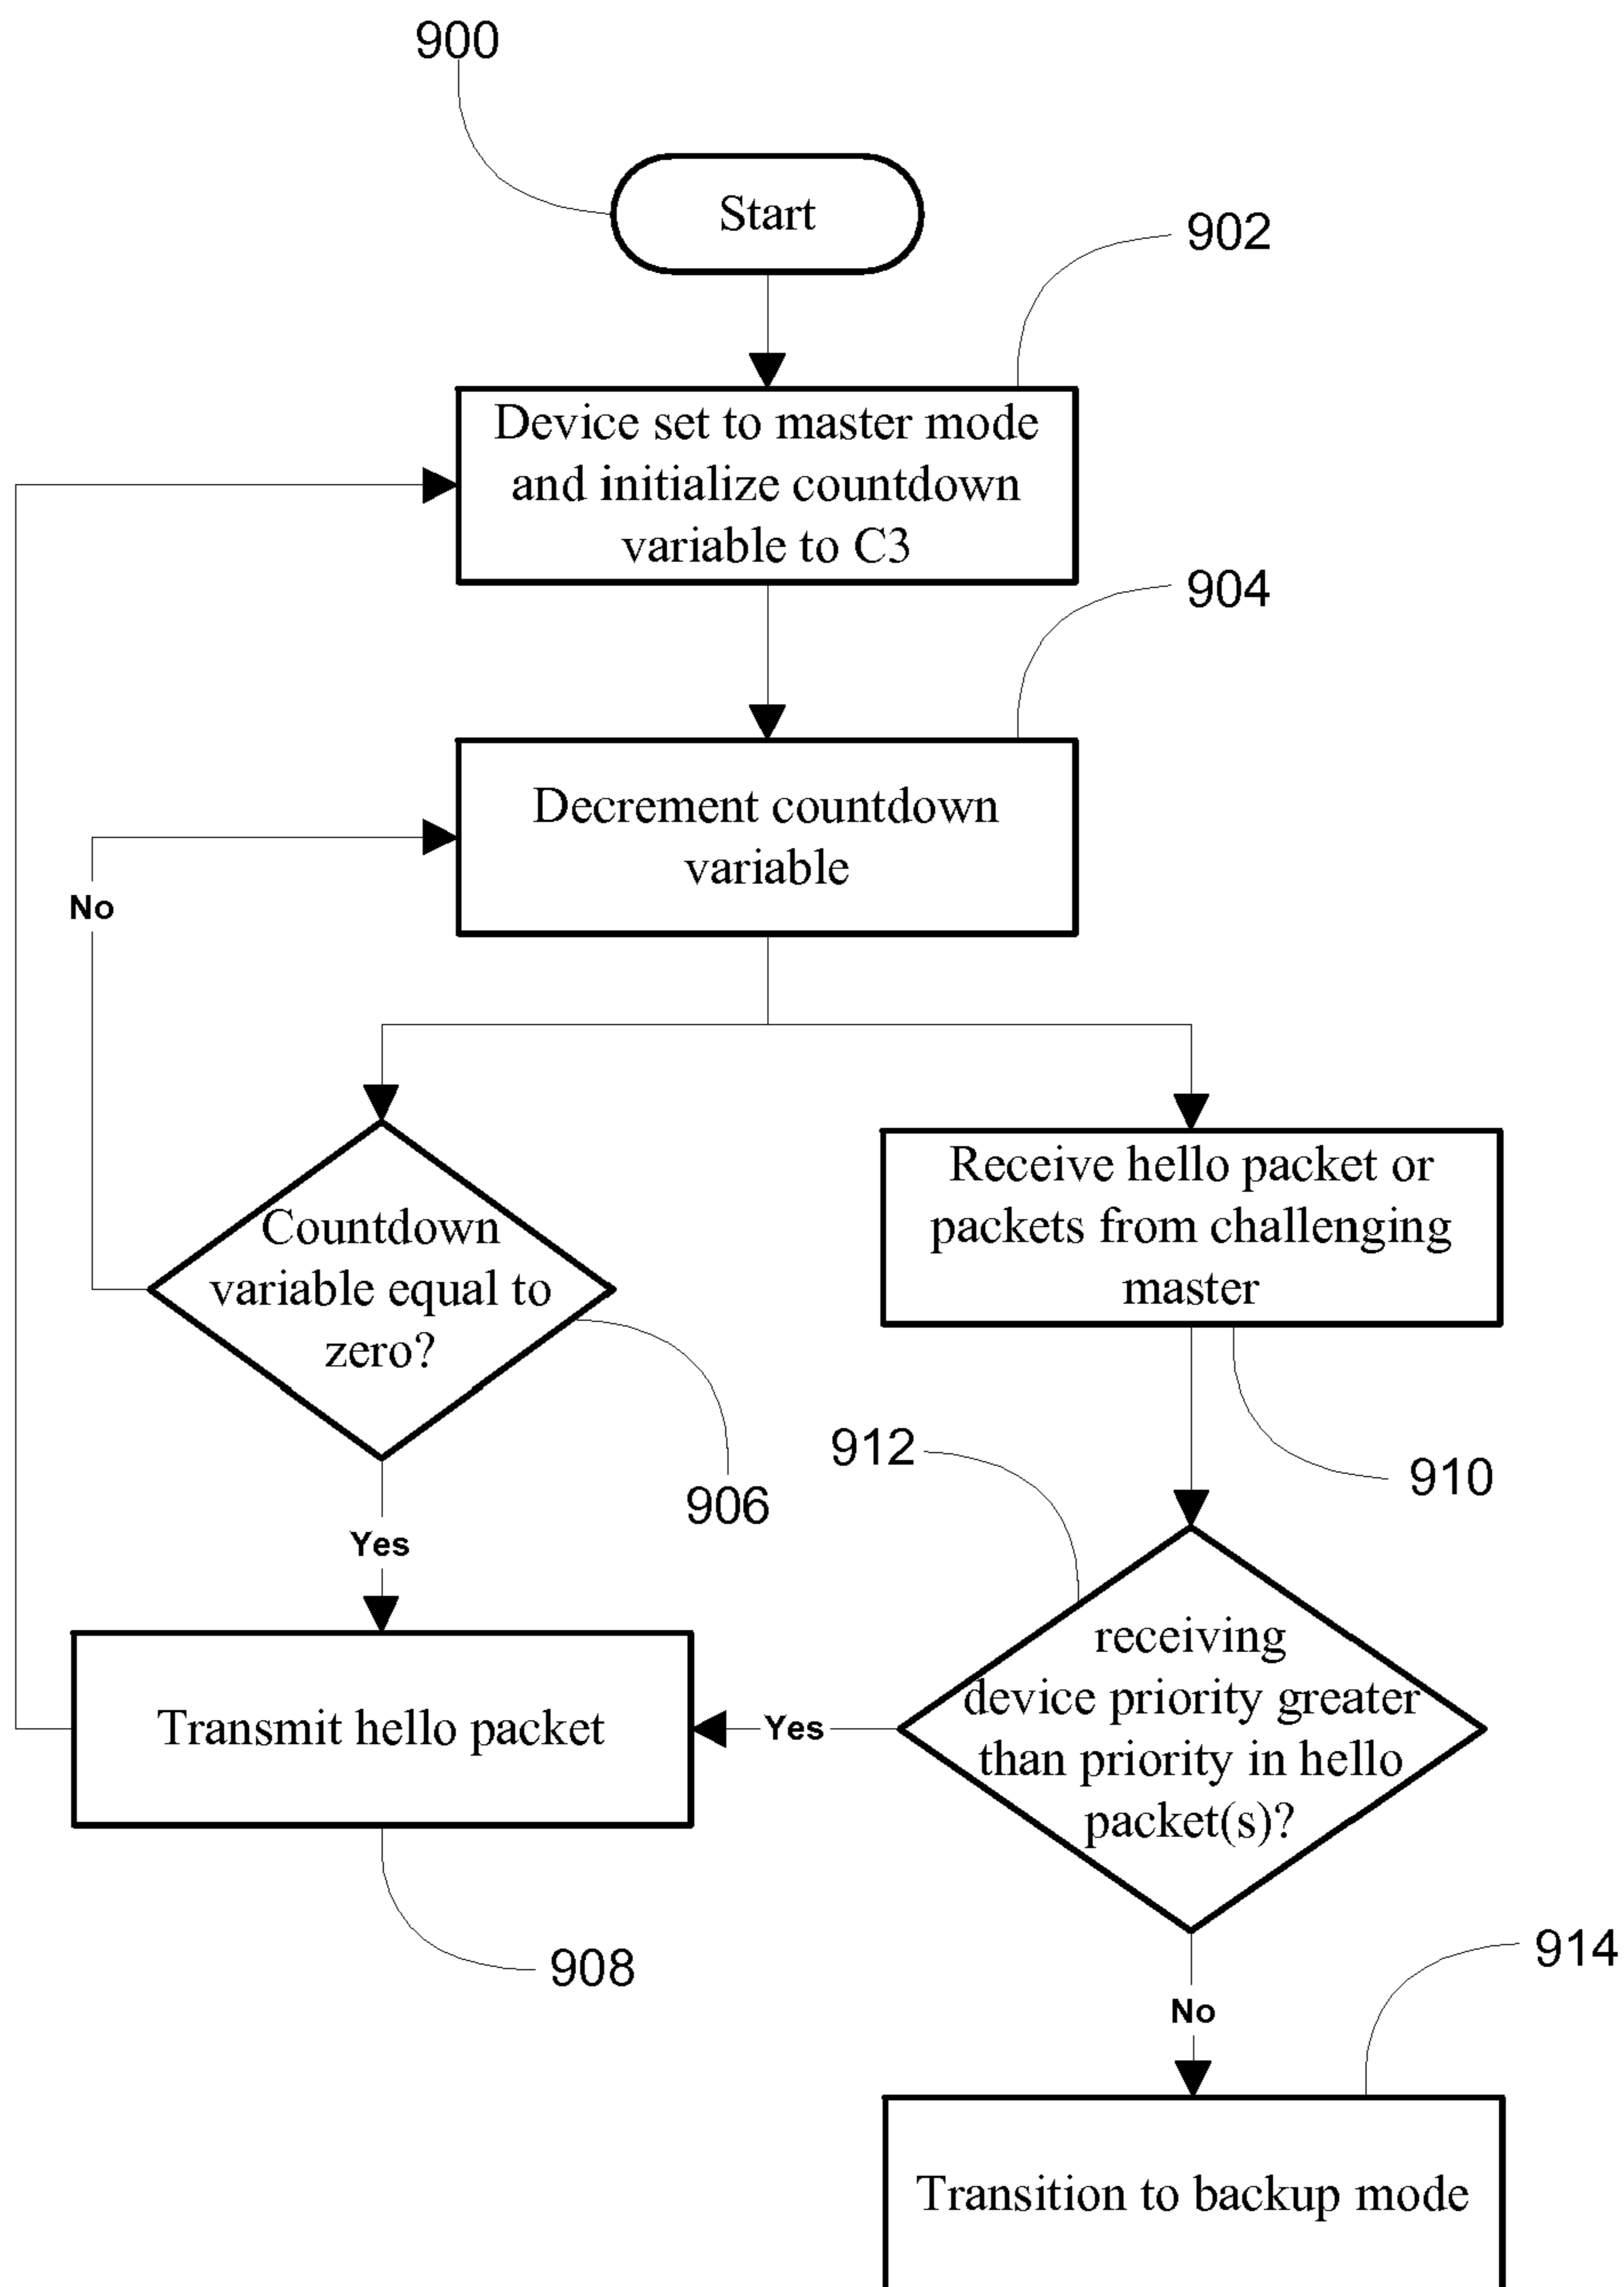 900
Start
902
Device set to master mode
and initialize countdown
variable to C3
904
Decrement countdown
variable
No
Countdown
variable equal to
zero?
906
Receive hello packet or
packets from challenging
master
910
912
Yes
receiving
device priority greater
than priority in hello
packet(s)?
Transmit hello packet
Yes
908
No
914
Transition to backup mode